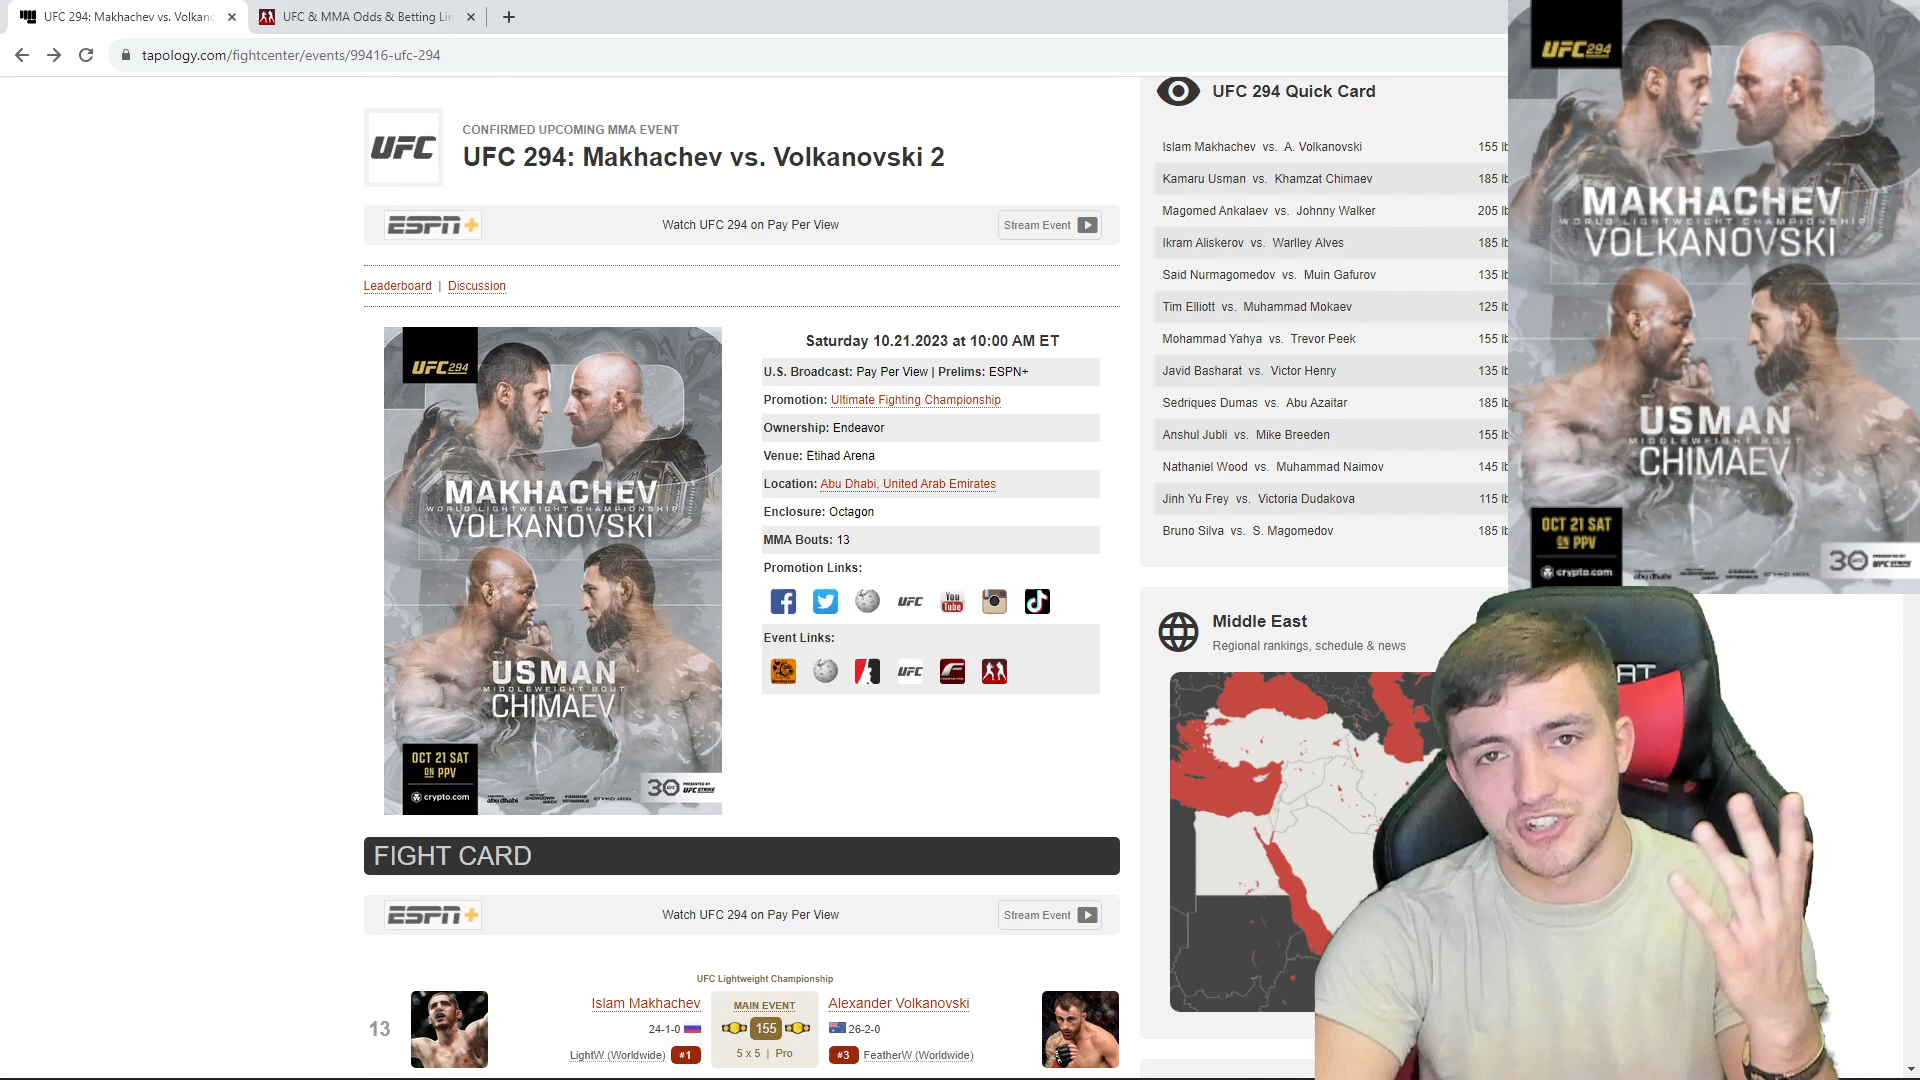 UFC 294: Makhachev vs. Volkano
UFC & MMA Odds & Betting Lin
tapology.com/fightcenter/events/99416-ufc-294
UFC
CONFIRMED UPCOMING MMA EVENT
UFC 294: Makhachev vs. Volkanovski 2
ESPN+
Watch UFC 294 on Pay Per View
Stream Event
Leaderboard | Discussion
UFC 294
MAKHACHEV
WORLD LIGHTWEIGHT CHAMPIONSHIP
VOLKANOVSKI
USMAN
MIDDLEWEIGHT BOUT
CHIMAEV
OCT 21 SAT
ON PPV
crypto.com
abu dhabi
30
Saturday 10.21.2023 at 10:00 AM ET
U.S. Broadcast: Pay Per View | Prelims: ESPN+
Promotion: Ultimate Fighting Championship
Ownership: Endeavor
Venue: Etihad Arena
Location: Abu Dhabi, United Arab Emirates
Enclosure: Octagon
MMA Bouts: 13
Promotion Links:
UFC
You
Tube
Event Links:
UFC
FIGHT CARD
ESPN+
Watch UFC 294 on Pay Per View
Stream Event
UFC Lightweight Championship
13
Islam Makhachev
24-1-0
LightW (Worldwide) #1
MAIN EVENT
155
5 x 5 | Pro
Alexander Volkanovski
26-2-0
#3 FeatherW (Worldwide)
UFC 294 Quick Card
Islam Makhachev vs. A. Volkanovski 155 lb
Kamaru Usman vs. Khamzat Chimaev 185 lb
Magomed Ankalaev vs. Johnny Walker 205 lb
Ikram Aliskerov vs. Warlley Alves 185 lb
Said Nurmagomedov vs. Muin Gafurov 135 lb
Tim Elliott vs. Muhammad Mokaev 125 lb
Mohammad Yahya vs. Trevor Peek 155 lb
Javid Basharat vs. Victor Henry 135 lb
Sedriques Dumas vs. Abu Azaitar 185 lb
Anshul Jubli vs. Mike Breeden 155 lb
Nathaniel Wood vs. Muhammad Naimov 145 lb
Jinh Yu Frey vs. Victoria Dudakova 115 lb
Bruno Silva vs. S. Magomedov 185 lb
Middle East
Regional rankings, schedule & news
UFC 294
MAKHACHEV
WORLD LIGHTWEIGHT CHAMPIONSHIP
VOLKANOVSKI
USMAN
MIDDLEWEIGHT BOUT
CHIMAEV
OCT 21 SAT
ON PPV
crypto.com
abu dhabi
30